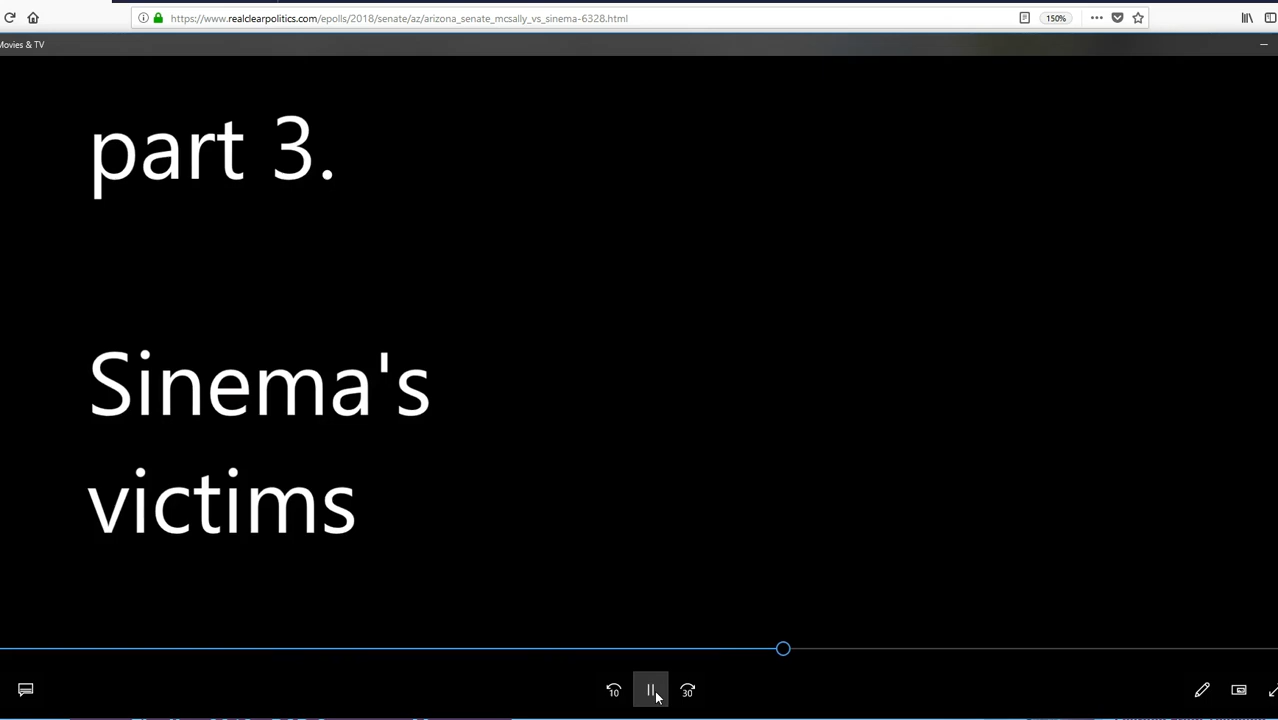 https://www.realclearpolitics.com/epolls/2018/senate/az/arizona_senate_mcsally_vs_sinema-6328.html
150%
Movies & TV
part 3.
Sinema's
victims
10
30